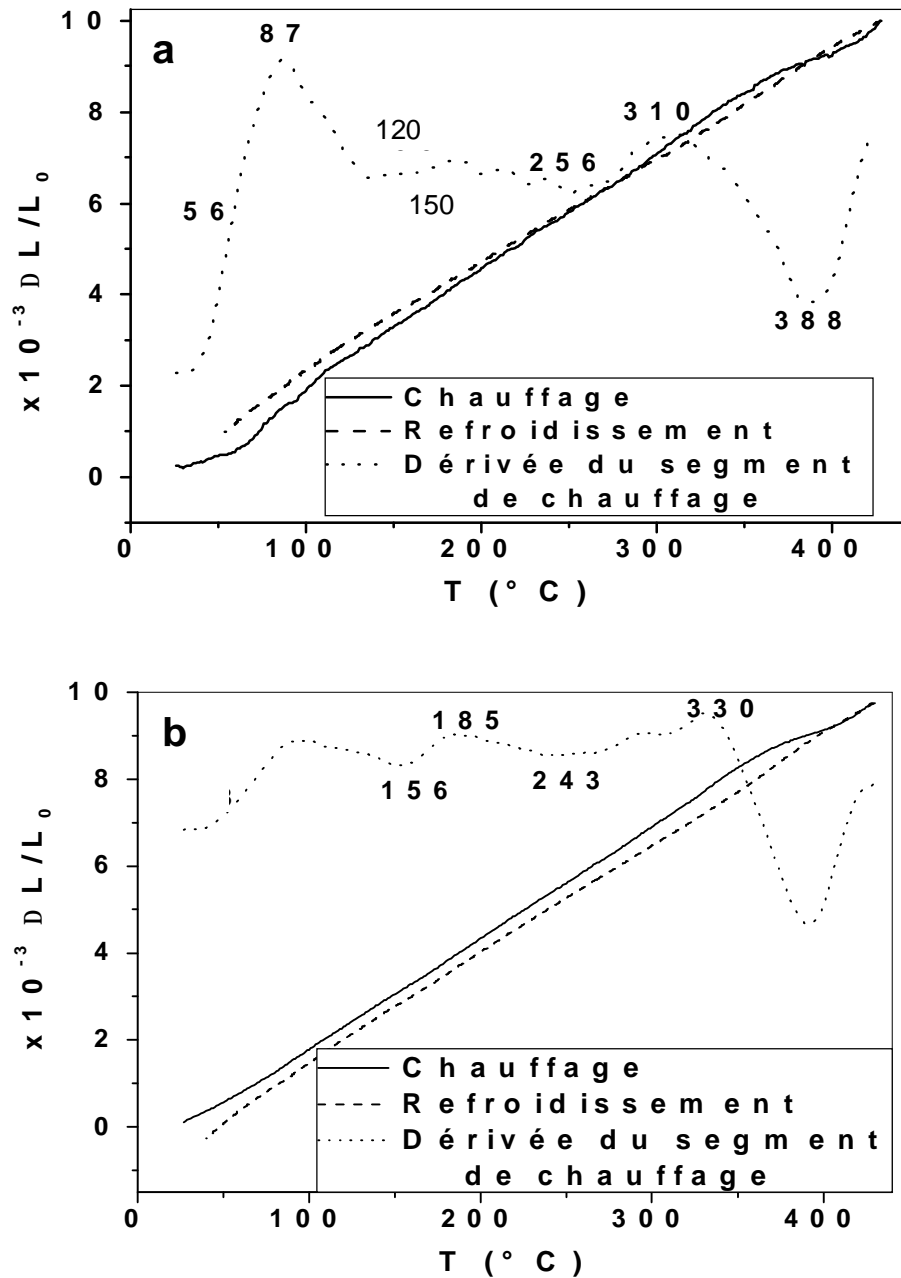 a
10
8
6
4
2
0
x10⁻³ DL/L₀
56
87
120
150
256
310
388
Chauffage
Refroidissement
Dérivée du segment
de chauffage
0
100
200
300
400
T (°C)
b
10
8
6
4
2
0
x10⁻³ DL/L₀
156
185
243
330
Chauffage
Refroidissement
Dérivée du segment
de chauffage
0
100
200
300
400
T (°C)